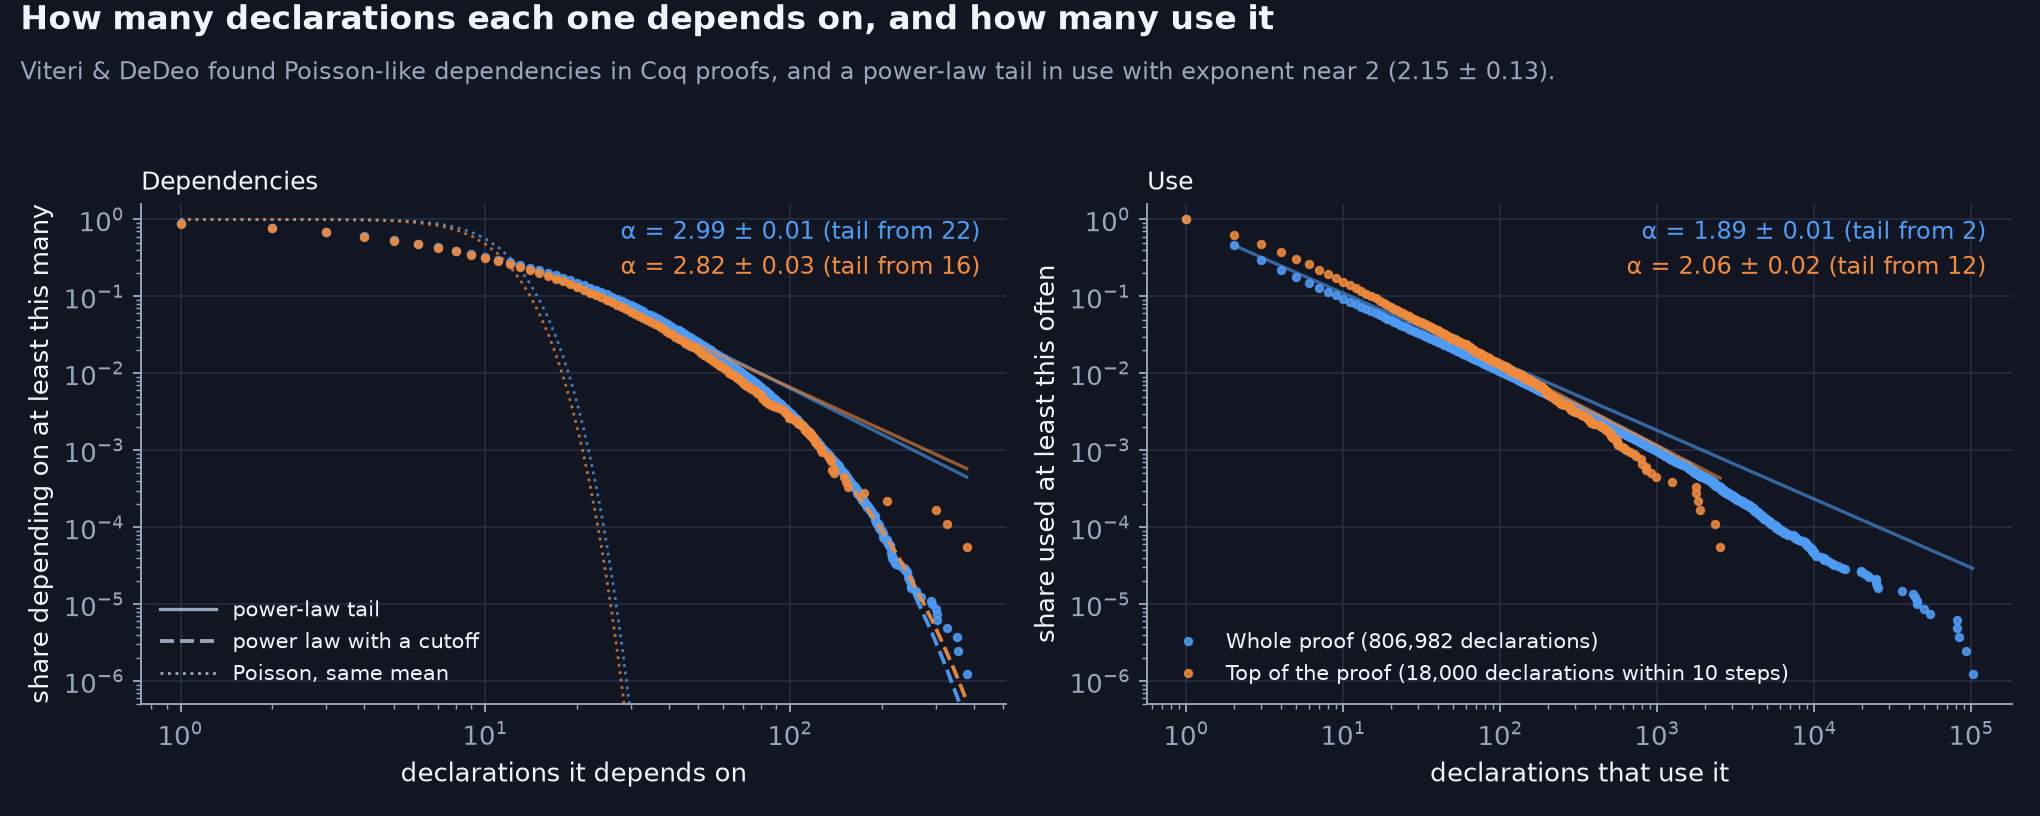 How many declarations each one depends on, and how many use it
Viteri & DeDeo found Poisson-like dependencies in Coq proofs, and a power-law tail in use with exponent near 2 (2.15 ± 0.13).
Dependencies
share depending on at least this many
10⁰
10⁻¹
10⁻²
10⁻³
10⁻⁴
10⁻⁵
10⁻⁶
α = 2.99 ± 0.01 (tail from 22)
α = 2.82 ± 0.03 (tail from 16)
power-law tail
power law with a cutoff
Poisson, same mean
10⁰ 10¹ 10²
declarations it depends on
Use
share used at least this often
10⁰
10⁻¹
10⁻²
10⁻³
10⁻⁴
10⁻⁵
10⁻⁶
α = 1.89 ± 0.01 (tail from 2)
α = 2.06 ± 0.02 (tail from 12)
Whole proof (806,982 declarations)
Top of the proof (18,000 declarations within 10 steps)
10⁰ 10¹ 10² 10³ 10⁴ 10⁵
declarations that use it